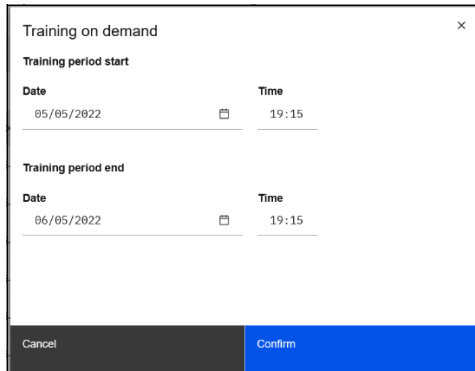 Training on demand
Training period start
Date Time
05/05/2022 19:15
Training period end
Date Time
06/05/2022 19:15
Cancel Confirm